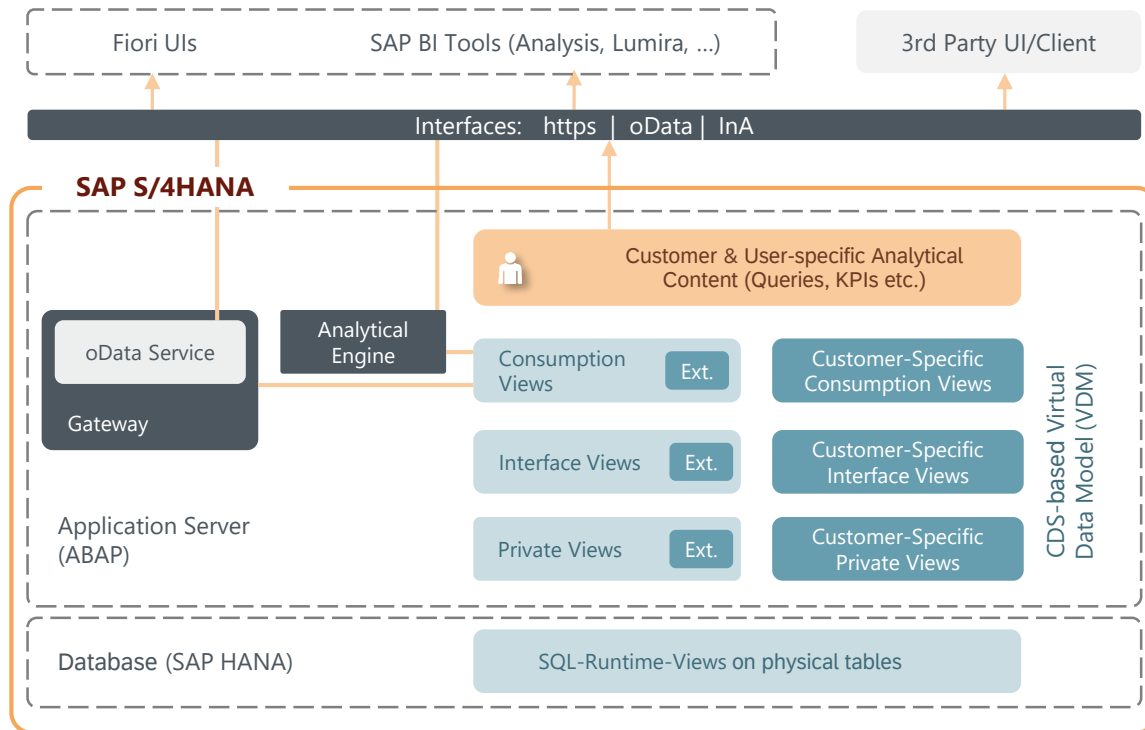 Fiori UIs
SAP BI Tools (Analysis, Lumira, ...)
3rd Party UI/Client
Interfaces: https | oData | InA
SAP S/4HANA
Customer & User-specific Analytical
Content (Queries, KPIs etc.)
oData Service
Gateway
Analytical
Engine
Consumption
Views
Ext.
Customer-Specific
Consumption Views
Interface Views
Ext.
Customer-Specific
Interface Views
Private Views
Ext.
Customer-Specific
Private Views
CDS-based Virtual
Data Model (VDM)
Application Server
(ABAP)
Database (SAP HANA)
SQL-Runtime-Views on physical tables